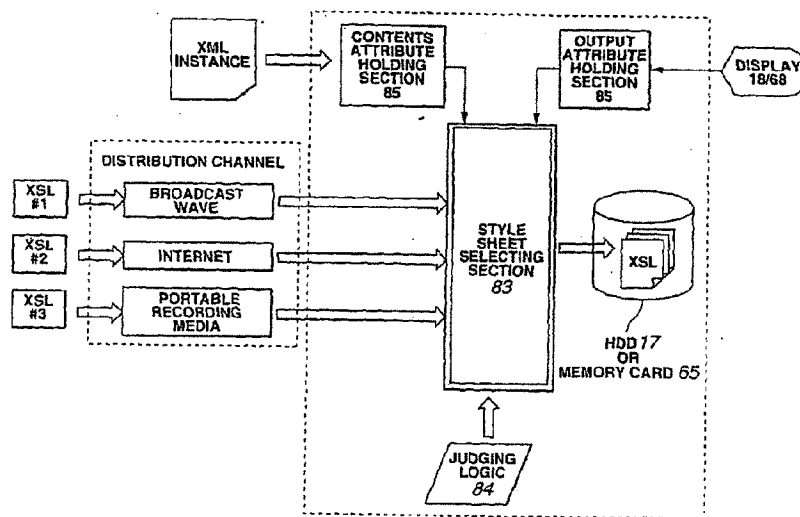 XML
INSTANCE
CONTENTS
ATTRIBUTE
HOLDING
SECTION
85
OUTPUT
ATTRIBUTE
HOLDING
SECTION
85
DISPLAY
18/68
DISTRIBUTION CHANNEL
XSL
#1
BROADCAST
WAVE
XSL
#2
INTERNET
XSL
#3
PORTABLE
RECORDING
MEDIA
STYLE
SHEET
SELECTING
SECTION
83
XSL
HDD 17
OR
MEMORY CARD 65
JUDGING
LOGIC
84